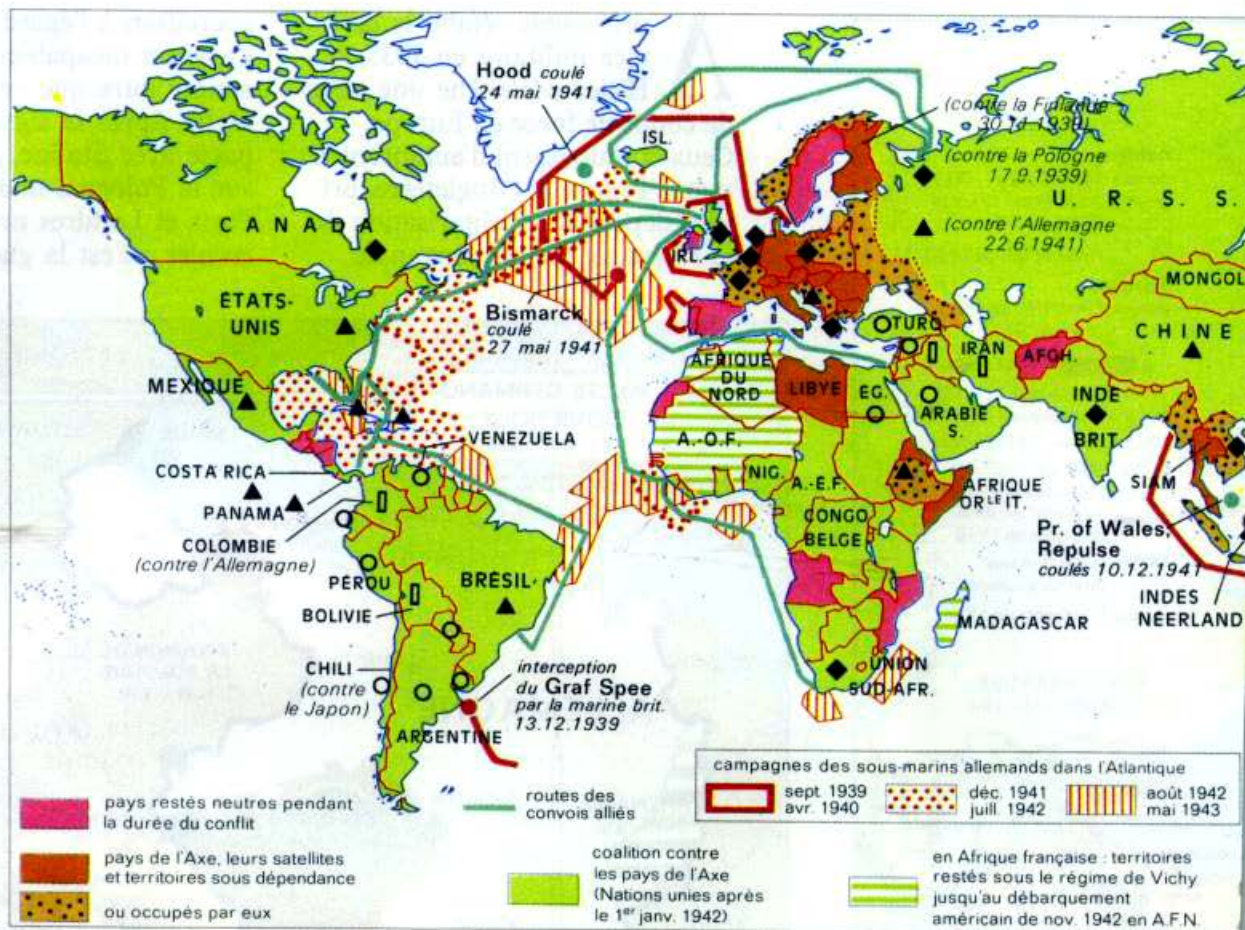 Hood coulé
24 mai 1941
ISL.
(contre la Finlande
30.11.1939)
(contre la Pologne
17.9.1939)
U. R. S. S.
(contre l'Allemagne
22.6.1941)
CANADA
IRL.
MONGOL
ÉTATS-
UNIS
Bismarck
coulé
27 mai 1941
TURQ
IRAN
AFGH.
CHINE
MEXIQUE
AFRIQUE
DU
NORD
LIBYE
EG.
ARABIE
S.
INDE
BRIT.
VENEZUELA
A.-O.F.
COSTA RICA
NIG.
A.-E.F.
AFRIQUE
OR.LE IT.
SIAM
PANAMA
CONGO
BELGE
Pr. of Wales,
Repulse
coulés 10.12.1941
COLOMBIE
(contre l'Allemagne)
PÉROU
BRÉSIL
BOLIVIE
INDES
NÉERLAND
MADAGASCAR
CHILI
(contre
le Japon)
interception
du Graf Spee
par la marine brit.
13.12.1939
UNION
SUD-AFR.
ARGENTINE
campagnes des sous-marins allemands dans l'Atlantique
sept. 1939
avr. 1940
déc. 1941
juill. 1942
août 1942
mai 1943
pays restés neutres pendant
la durée du conflit
routes des
convois alliés
pays de l'Axe, leurs satellites
et territoires sous dépendance
ou occupés par eux
coalition contre
les pays de l'Axe
(Nations unies après
le 1er janv. 1942)
en Afrique française : territoires
restés sous le régime de Vichy
jusqu'au débarquement
américain de nov. 1942 en A.F.N.